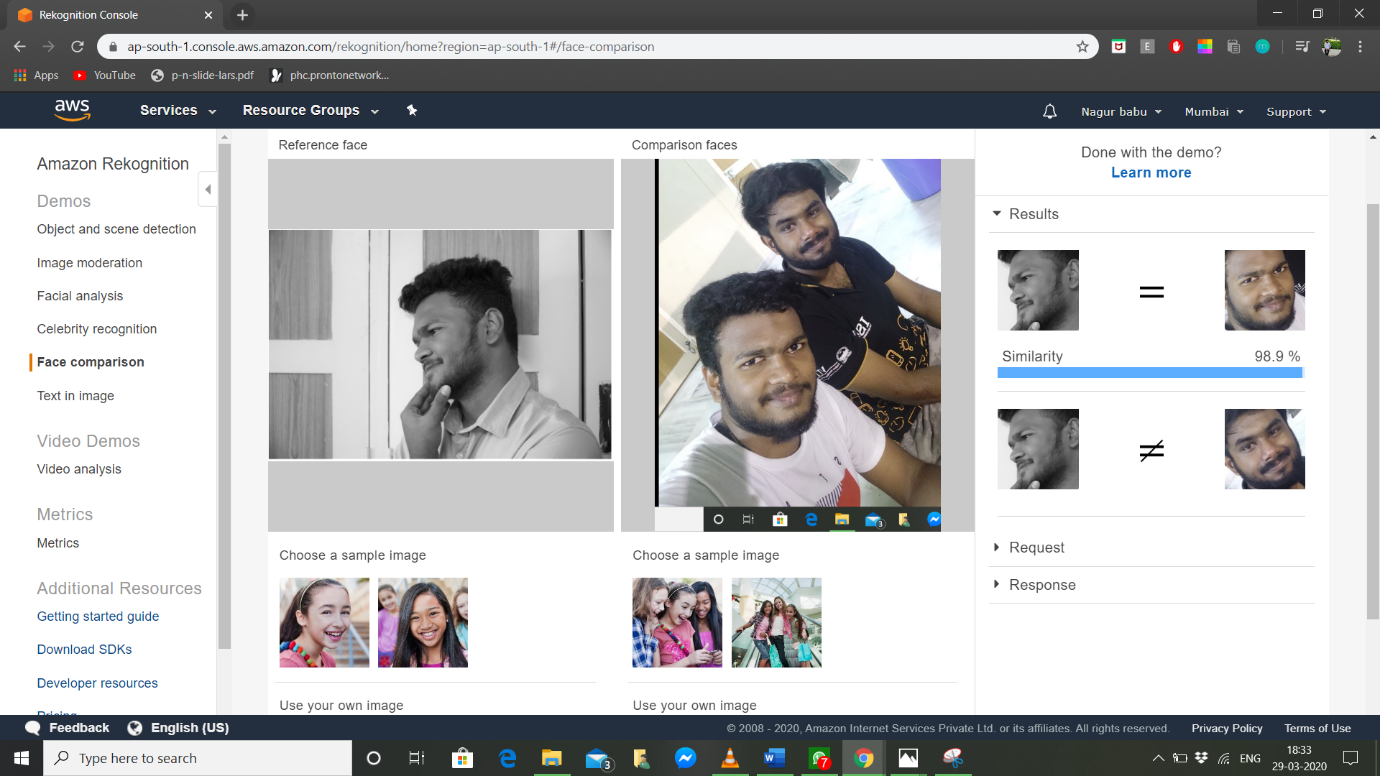 Rekognition Console
ap-south-1.console.aws.amazon.com/rekognition/home?region=ap-south-1#/face-comparison
Apps YouTube p-n-slide-lars.pdf phc.prontonetwork...
aws Services Resource Groups Nagur babu Mumbai Support
Amazon Rekognition
Demos
Object and scene detection
Image moderation
Facial analysis
Celebrity recognition
Face comparison
Text in image
Video Demos
Video analysis
Metrics
Metrics
Additional Resources
Getting started guide
Download SDKs
Developer resources
Pricing
Reference face
Choose a sample image
Use your own image
Comparison faces
1 2
3
Choose a sample image
Use your own image
Done with the demo?
Learn more
Results
Similarity 98.9 %
Request
Response
Feedback English (US) © 2008 - 2020, Amazon Internet Services Private Ltd. or its affiliates. All rights reserved. Privacy Policy Terms of Use
Type here to search 3 7 ENG 18:33
29-03-2020